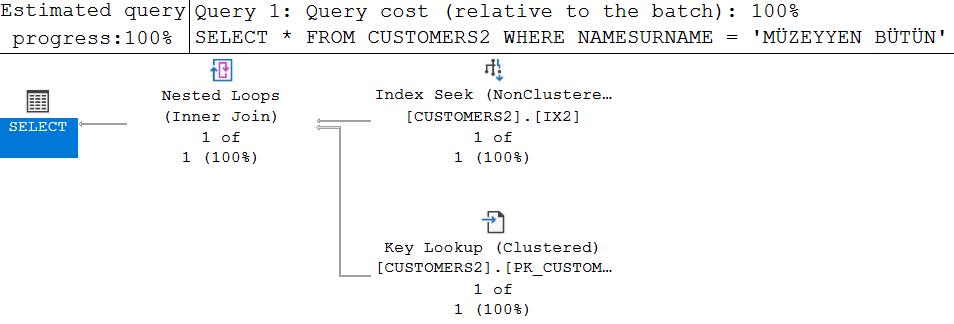 Estimated query
progress:100%
Query 1: Query cost (relative to the batch): 100%
SELECT * FROM CUSTOMERS2 WHERE NAMESURNAME = 'MÜZEYYEN BÜTÜN'
SELECT
Nested Loops
(Inner Join)
1 of
1 (100%)
Index Seek (NonClustere…
[CUSTOMERS2].[IX2]
1 of
1 (100%)
Key Lookup (Clustered)
[CUSTOMERS2].[PK_CUSTOM…
1 of
1 (100%)